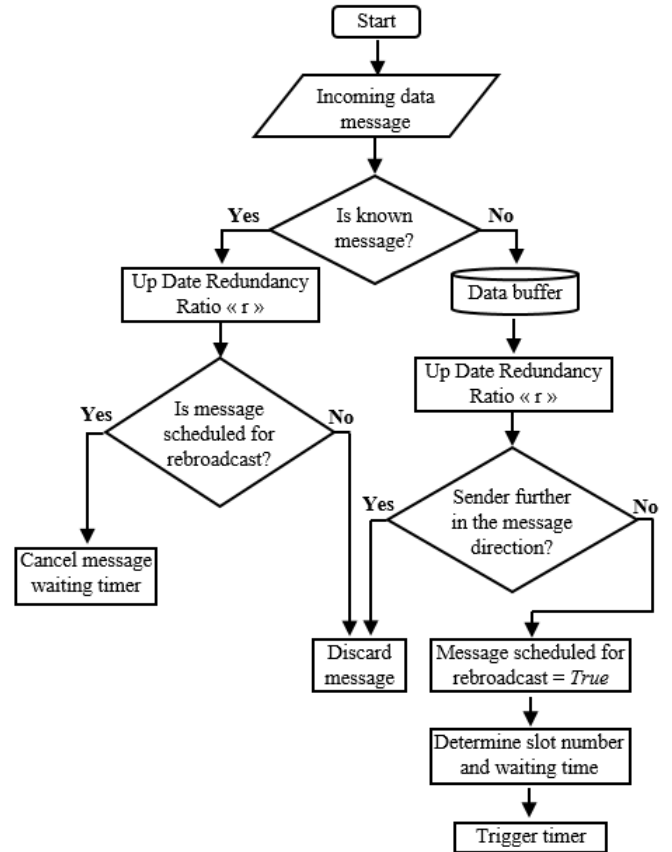 Start
Incoming data
message
Is known
message?
Yes
No
Up Date Redundancy
Ratio « r »
Data buffer
Up Date Redundancy
Ratio « r »
Is message
scheduled for
rebroadcast?
Yes
No
Sender further
in the message
direction?
Yes
No
Cancel message
waiting timer
Discard
message
Message scheduled for
rebroadcast = True
Determine slot number
and waiting time
Trigger timer